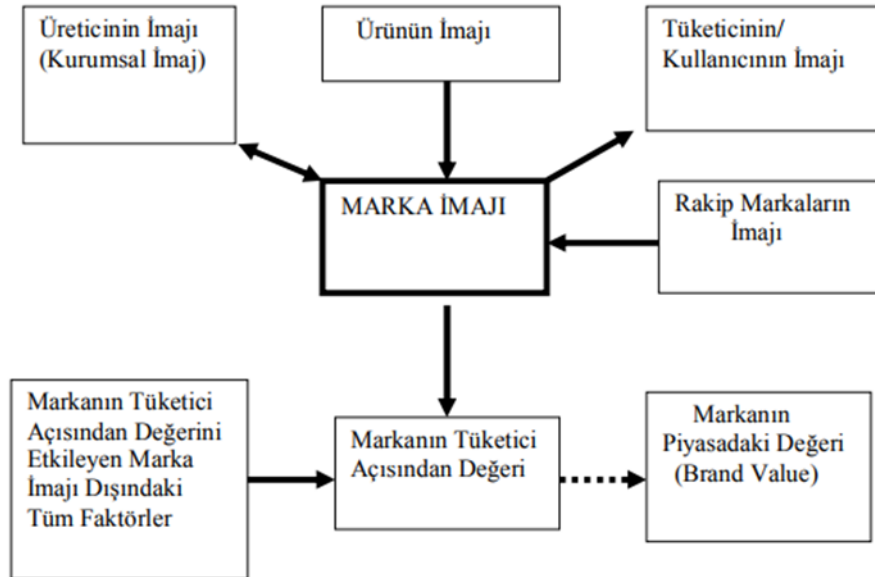 Üreticinin İmajı
(Kurumsal İmaj)
Ürünün İmajı
Tüketicinin/
Kullanıcının İmajı
MARKA İMAJI
Rakip Markaların
İmajı
Markanın Tüketici
Açısından Değerini
Etkileyen Marka
İmajı Dışındaki
Tüm Faktörler
Markanın Tüketici
Açısından Değeri
Markanın
Piyasadaki Değeri
(Brand Value)